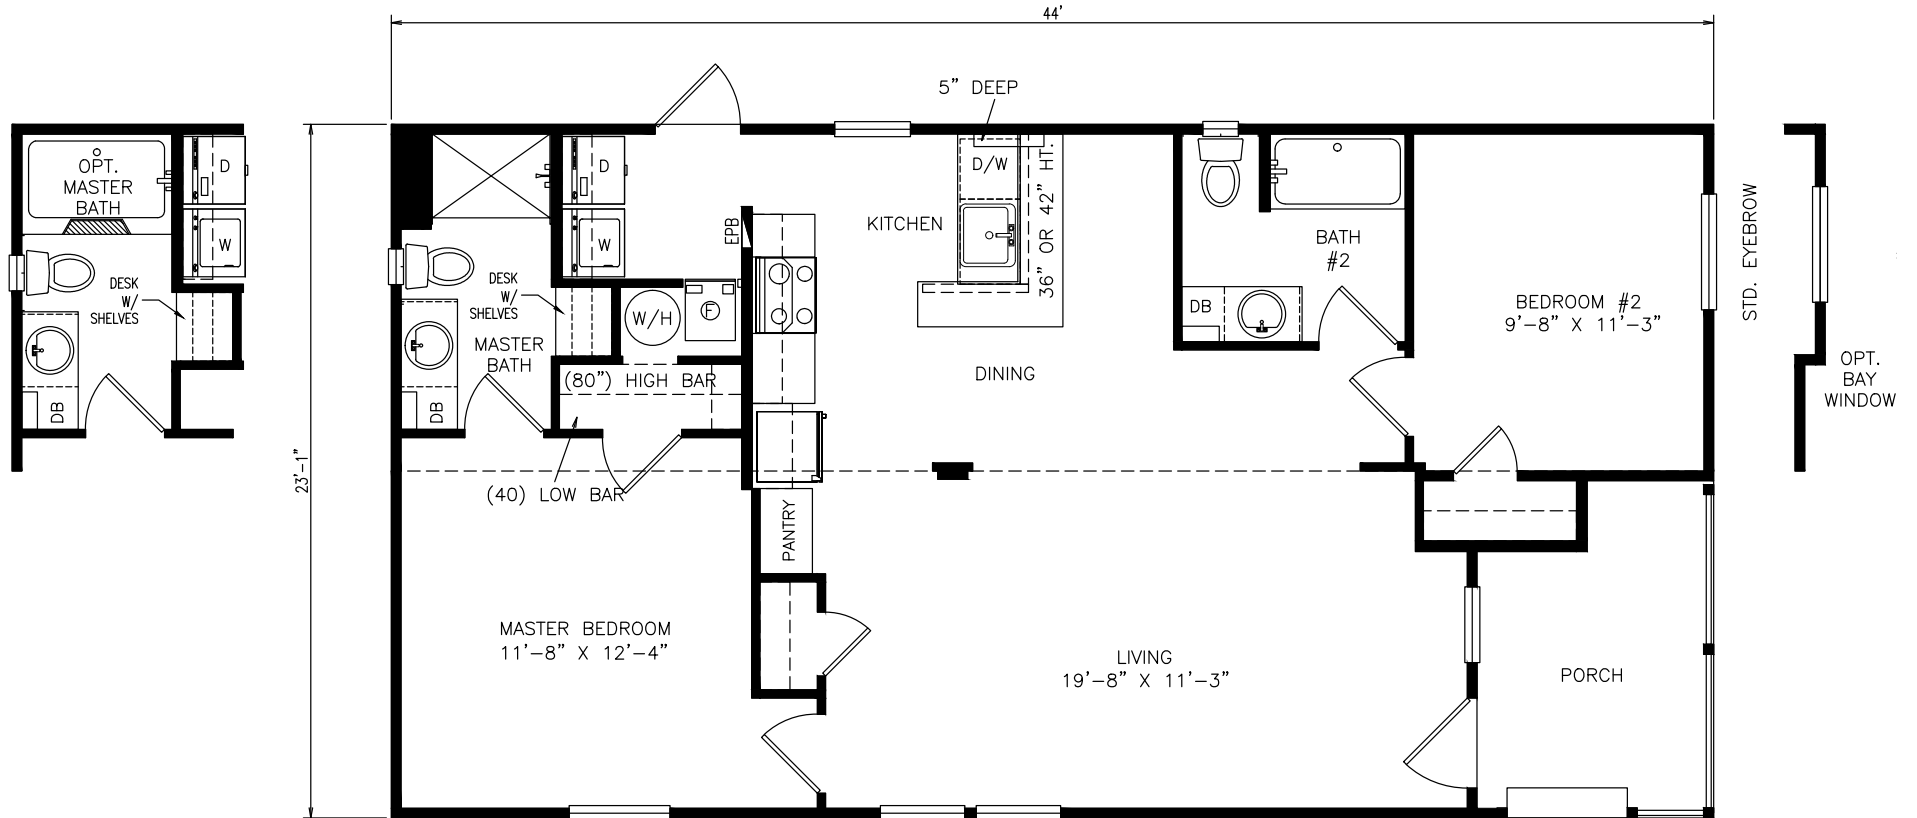 44'
5” DEEP
OPT.
MASTER
BATH
D
W
DESK
W/
SHELVES
DB
23'-1"
D
W
EPB
KITCHEN
D/W
36” OR 42” HT.
BATH
#2
DB
BEDROOM #2
9'-8” X 11'-3”
STD. EYEBROW
OPT.
BAY
WINDOW
DESK
W/
SHELVES
MASTER
BATH
DB
W/H
F
(80”) HIGH BAR
(40) LOW BAR
DINING
PANTRY
MASTER BEDROOM
11'-8” X 12'-4”
LIVING
19'-8” X 11'-3”
PORCH